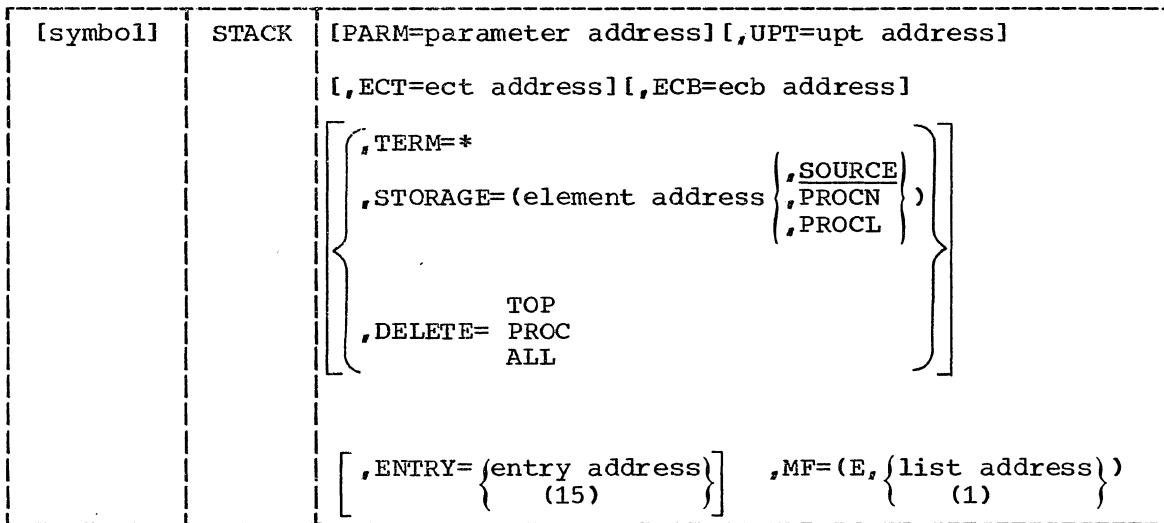 [symbol] STACK [PARM=parameter address][,UPT=upt address]
[,ECT=ect address][,ECB=ecb address]
,TERM=*
,SOURCE
,STORAGE=(element address ,PROCN )
,PROCL
TOP
,DELETE= PROC
ALL
[,ENTRY={entry address}] ,MF=(E,{list address})
(15) (1)